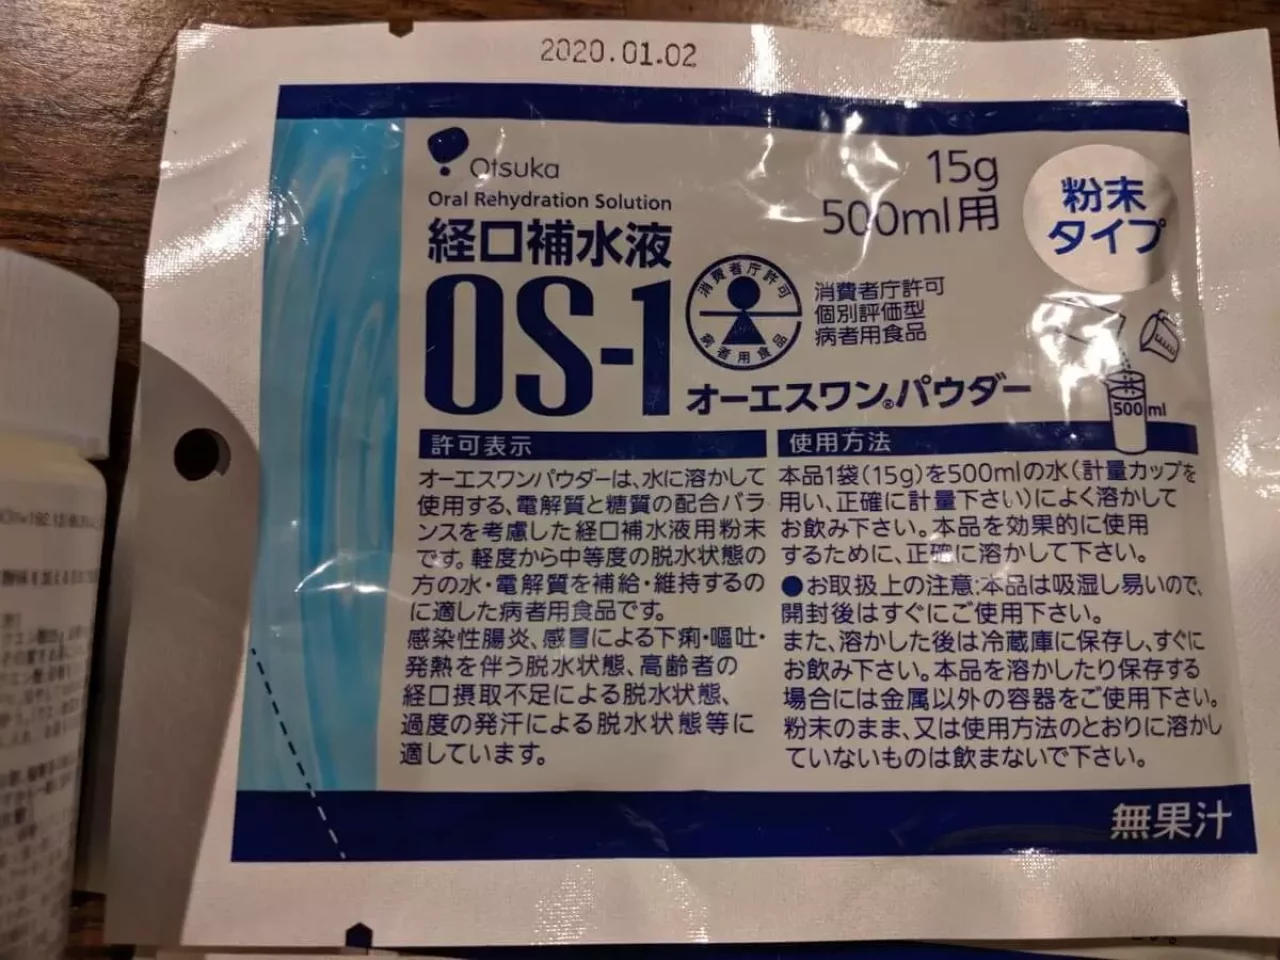 2020.01.02
Otsuka
Oral Rehydration Solution
経口補水液
OS-1
15g
500ml用
粉末
タイプ
消費者庁許可
病者用食品
消費者庁許可
個別評価型
病者用食品
オーエスワン®パウダー
500 ml
許可表示
オーエスワンパウダーは、水に溶かして
使用する、電解質と糖質の配合バラ
ンスを考慮した経口補水液用粉末
です。軽度から中等度の脱水状態の
方の水・電解質を補給・維持するの
に適した病者用食品です。
感染性腸炎、感冒による下痢・嘔吐・
発熱を伴う脱水状態、高齢者の
経口摂取不足による脱水状態、
過度の発汗による脱水状態等に
適しています。
使用方法
本品1袋(15g)を500mlの水(計量カップを
用い、正確に計量下さい)によく溶かして
お飲み下さい。本品を効果的に使用
するために、正確に溶かして下さい。
●お取扱上の注意:本品は吸湿し易いので、
開封後はすぐにご使用下さい。
また、溶かした後は冷蔵庫に保存し、すぐに
お飲み下さい。本品を溶かしたり保存する
場合には金属以外の容器をご使用下さい。
粉末のまま、又は使用方法のとおりに溶かし
ていないものは飲まないで下さい。
無果汁